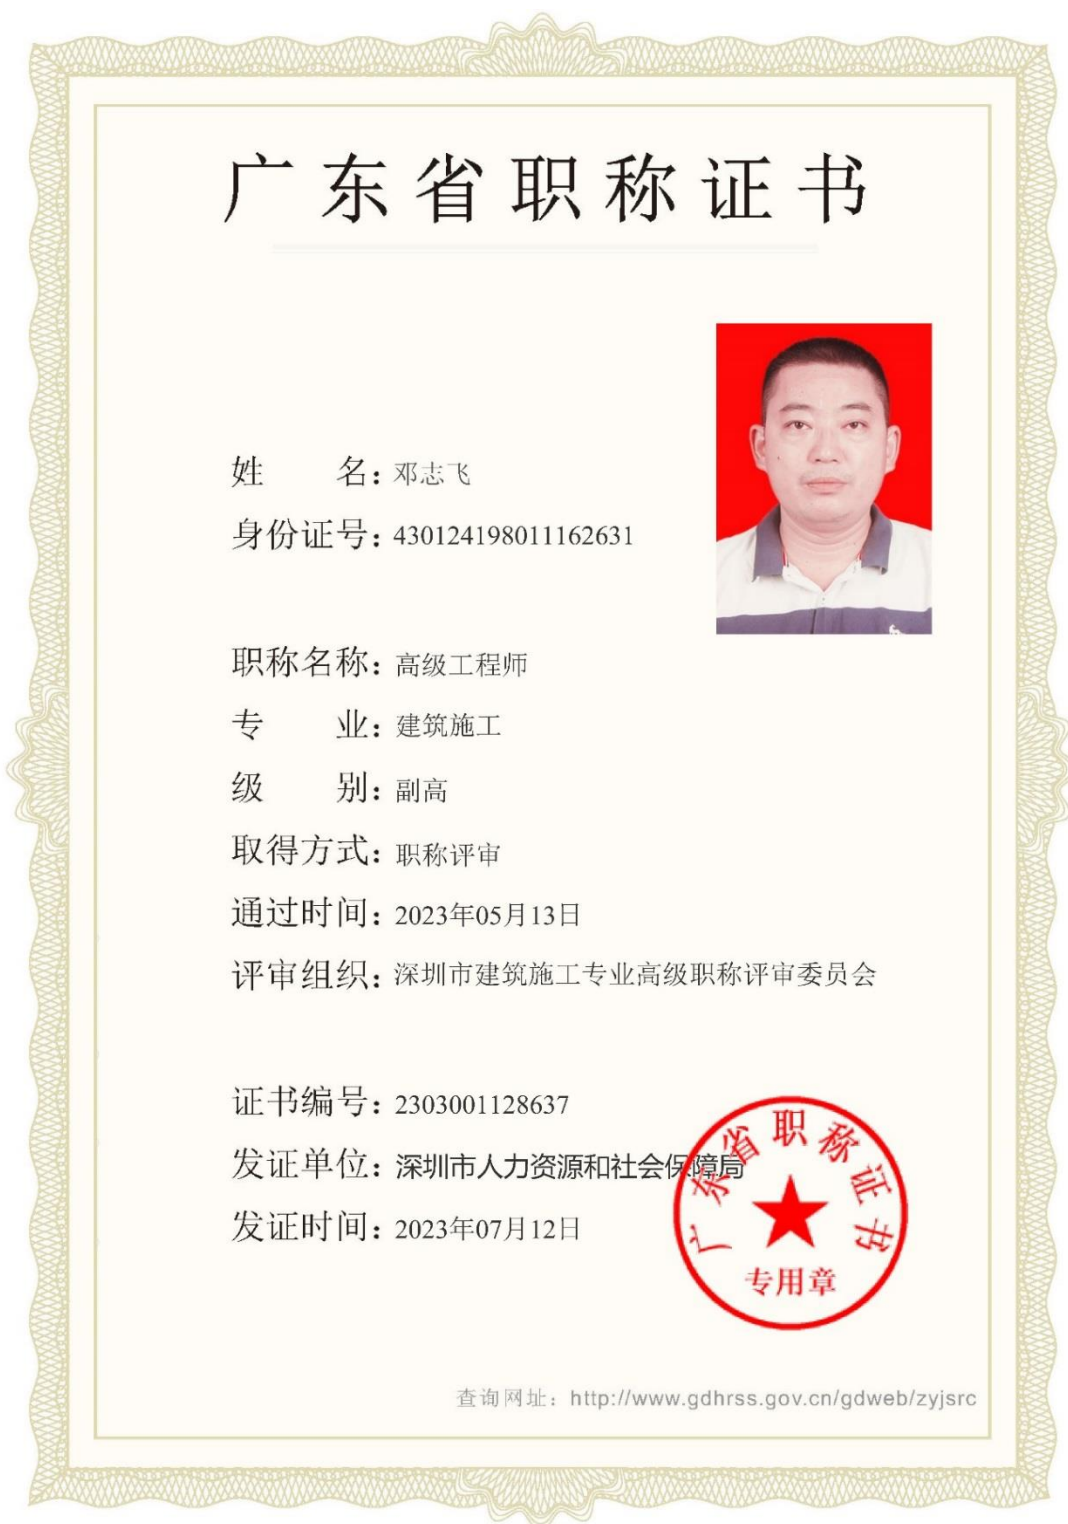 广东省职称证书
姓 名：邓志飞
身份证号：430124198011162631
职称名称：高级工程师
专 业：建筑施工
级 别：副高
取得方式：职称评审
通过时间：2023年05月13日
评审组织：深圳市建筑施工专业高级职称评审委员会
证书编号：2303001128637
发证单位：深圳市人力资源和社会保障局
发证时间：2023年07月12日
广东省职称证书
专用章
查询网址：http://www.gdhrss.gov.cn/gdweb/zyjsrc